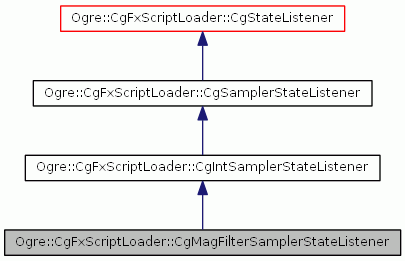 Ogre::CgFxScriptLoader::CgStateListener
Ogre::CgFxScriptLoader::CgSamplerStateListener
Ogre::CgFxScriptLoader::CgIntSamplerStateListener
Ogre::CgFxScriptLoader::CgMagFilterSamplerStateListener